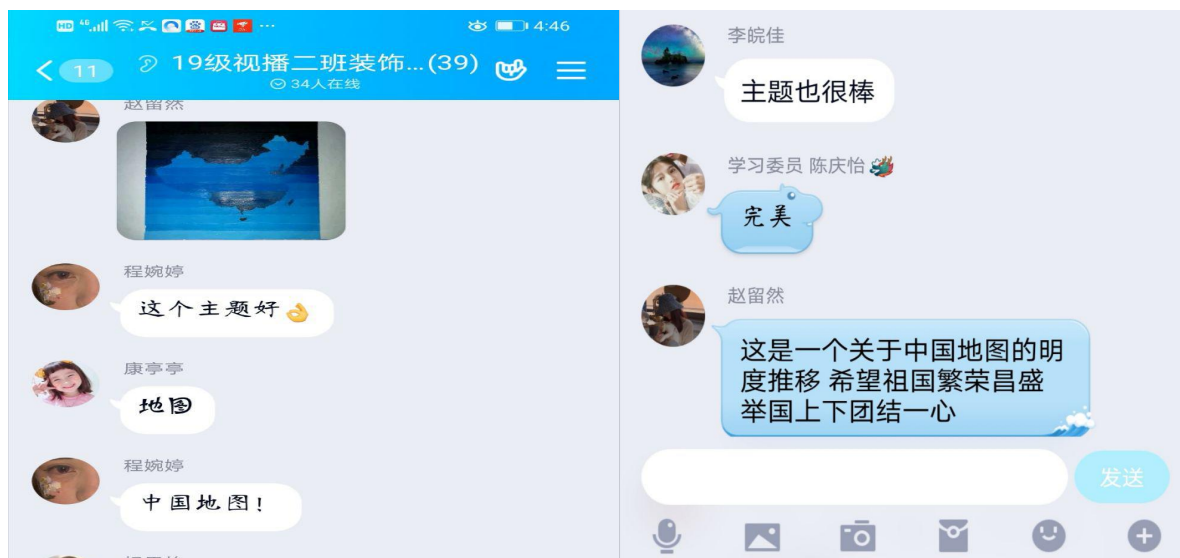 HD 4G 4:46
11 19级视播二班装饰...(39)
34人在线
赵留然
程婉婷
这个主题好👌
康亭亭
地图
程婉婷
中国地图!
李皖佳
主题也很棒
学习委员 陈庆怡
完美
赵留然
这是一个关于中国地图的明
度推移 希望祖国繁荣昌盛
举国上下团结一心
发送